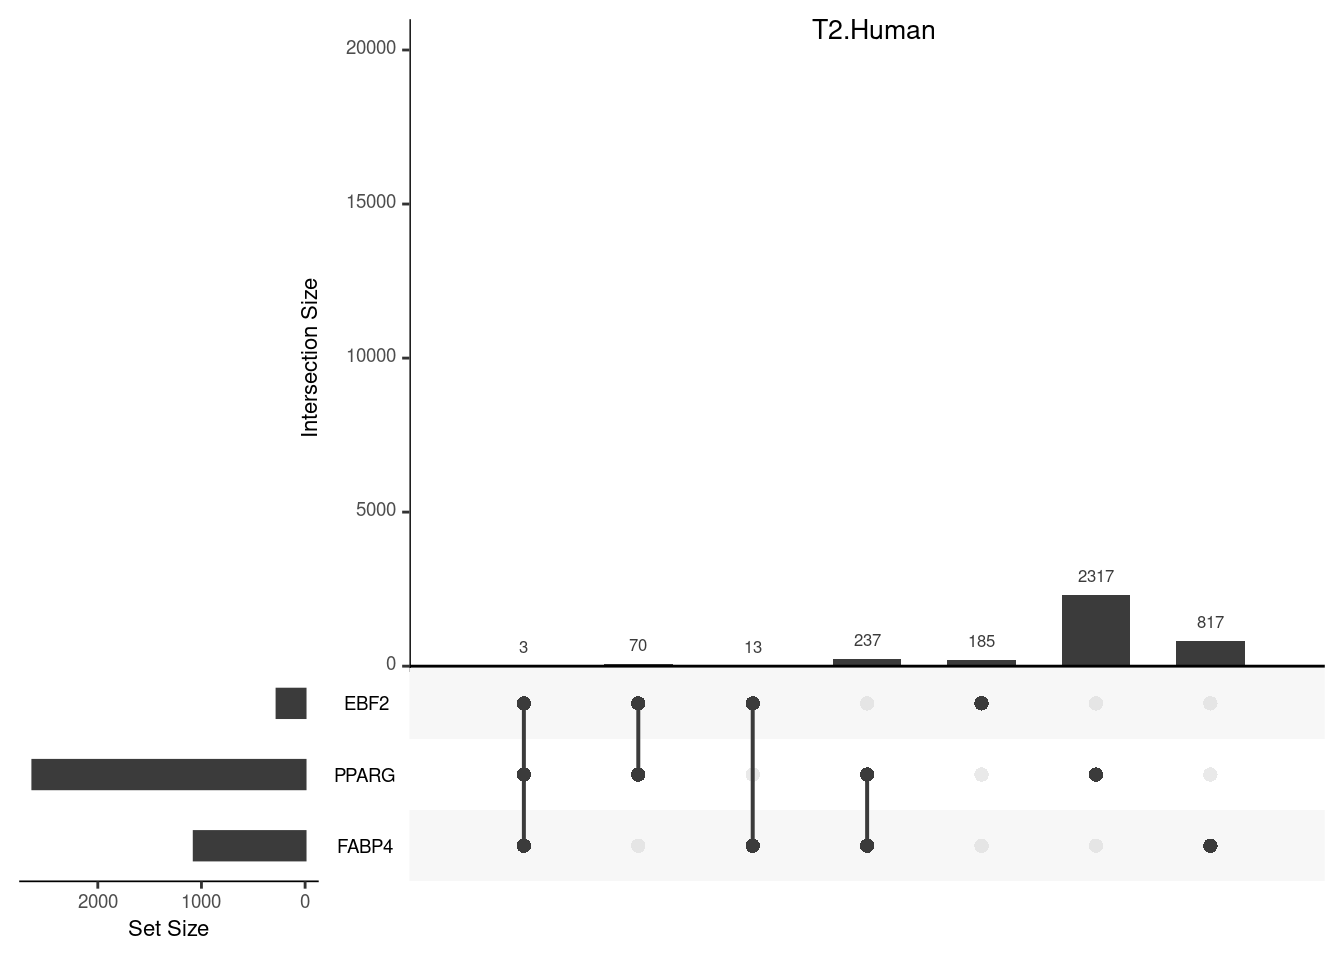 T2.Human
20000
15000
10000
5000
0
Intersection Size
3
70
13
237
185
2317
817
EBF2
PPARG
FABP4
2000 1000 0
Set Size